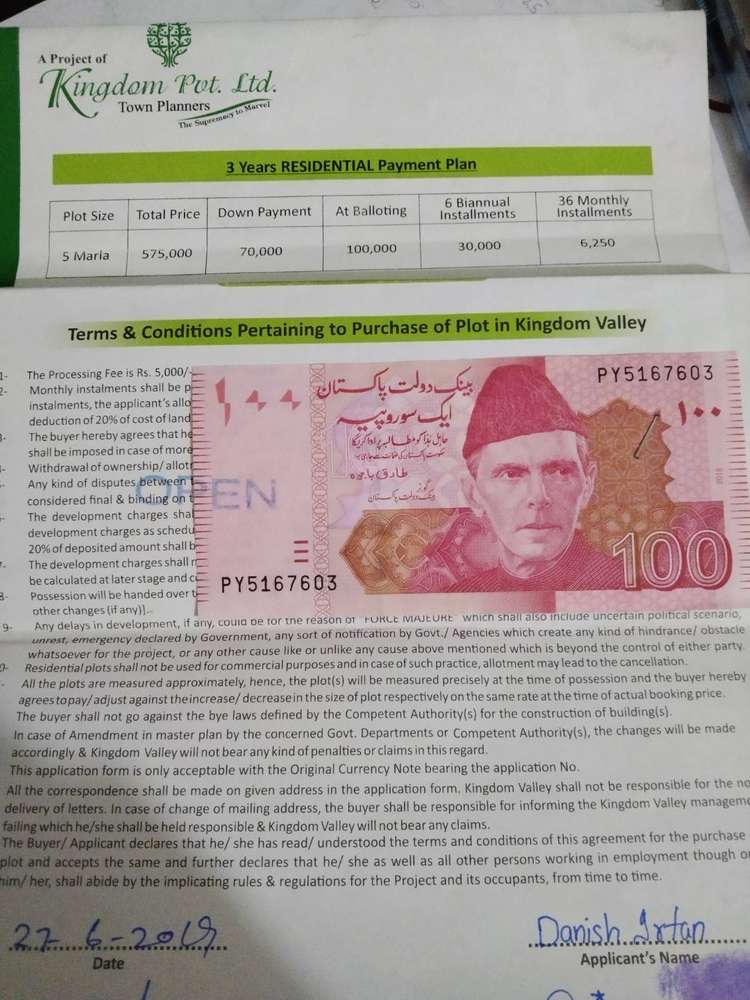 A Project of
Kingdom Pvt. Ltd.
Town Planners
The Supremacy to Marvel
3 Years RESIDENTIAL Payment Plan
Plot Size Total Price Down Payment At Balloting 6 Biannual Installments 36 Monthly Installments
5 Marla 575,000 70,000 100,000 30,000 6,250
Terms & Conditions Pertaining to Purchase of Plot in Kingdom Valley
1- The Processing Fee is Rs. 5,000/-
2- Monthly instalments shall be p
instalments, the applicant's allo
deduction of 20% of cost of land
The buyer hereby agrees that he
shall be imposed in case of more
Withdrawal of ownership/ allot
Any kind of disputes between
considered final & binding on t
The development charges shal
development charges as schedu
20% of deposited amount shall b
The development charges shall
be calculated at later stage and c
8- Possession will be handed over t
other changes (if any)].
OPEN
بینک دولت پاکستان
PY5167603
۱۰۰
ایک سو روپیہ
۱۰۰
حامل ہٰذا کو مطالبہ پر ادا کرے گا
طارق باجوہ
گورنر
بینک دولت پاکستان
2018
100
PY5167603
9- Any delays in development, if any, could be for the reason of "FORCE MAJEURE" which shall also include uncertain political scenario,
unrest, emergency declared by Government, any sort of notification by Govt./ Agencies which create any kind of hindrance/ obstacle
whatsoever for the project, or any other cause like or unlike any cause above mentioned which is beyond the control of either party.
0- Residential plots shall not be used for commercial purposes and in case of such practice, allotment may lead to the cancellation.
All the plots are measured approximately, hence, the plot(s) will be measured precisely at the time of possession and the buyer hereby
agrees to pay/ adjust against the increase/ decrease in the size of plot respectively on the same rate at the time of actual booking price.
The buyer shall not go against the bye laws defined by the Competent Authority(s) for the construction of building(s).
In case of Amendment in master plan by the concerned Govt. Departments or Competent Authority(s), the changes will be made
accordingly & Kingdom Valley will not bear any kind of penalties or claims in this regard.
This application form is only acceptable with the Original Currency Note bearing the application No.
All the correspondence shall be made on given address in the application form. Kingdom Valley shall not be responsible for the no
delivery of letters. In case of change of mailing address, the buyer shall be responsible for informing the Kingdom Valley manageme
failing which he/she shall be held responsible & Kingdom Valley will not bear any claims.
The Buyer/ Applicant declares that he/ she has read/ understood the terms and conditions of this agreement for the purchase
plot and accepts the same and further declares that he/ she as well as all other persons working in employment though o
him/ her, shall abide by the implicating rules & regulations for the Project and its occupants, from time to time.
27-6-2019
Date
Danish Irfan
Applicant's Name